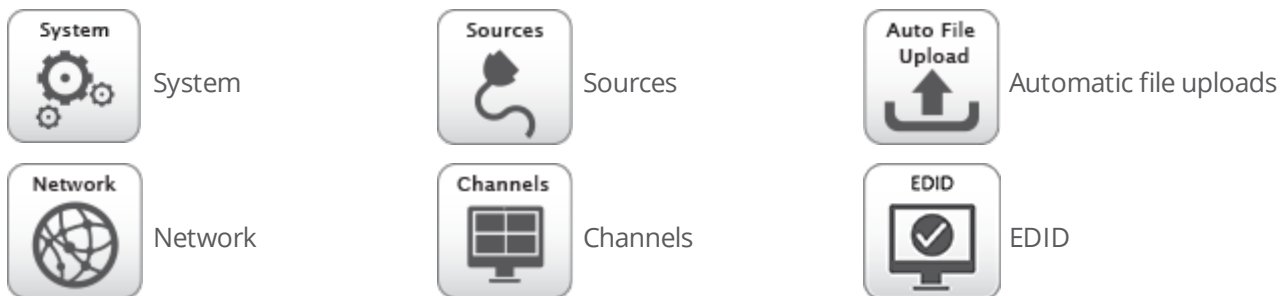 System
System
Sources
Sources
Auto File
Upload
Automatic file uploads
Network
Network
Channels
Channels
EDID
EDID